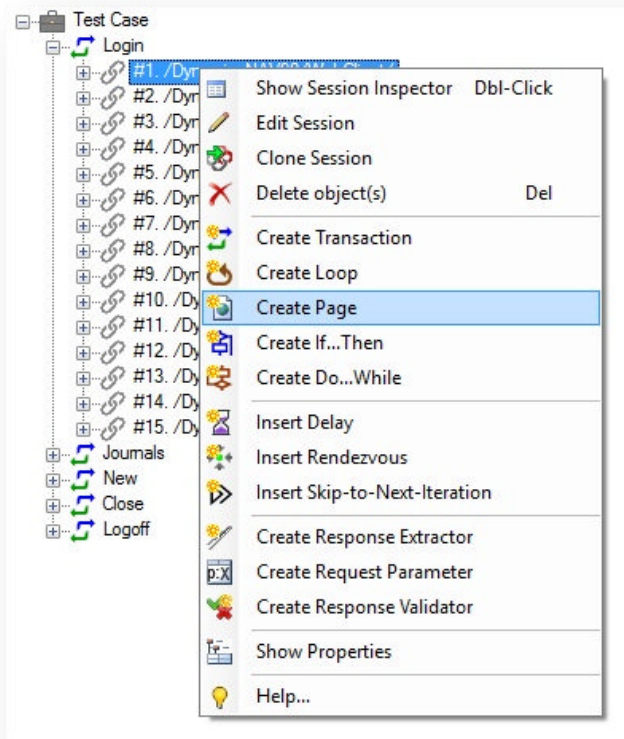 Test Case
Login
#1. /Dyn
#2. /Dyn
#3. /Dyn
#4. /Dyn
#5. /Dyn
#6. /Dyn
#7. /Dyn
#8. /Dyn
#9. /Dyn
#10. /Dy
#11. /Dy
#12. /Dy
#13. /Dy
#14. /Dy
#15. /Dy
Journals
New
Close
Logoff
Show Session Inspector Dbl-Click
Edit Session
Clone Session
Delete object(s) Del
Create Transaction
Create Loop
Create Page
Create If...Then
Create Do...While
Insert Delay
Insert Rendezvous
Insert Skip-to-Next-Iteration
Create Response Extractor
p:X Create Request Parameter
Create Response Validator
Show Properties
Help...